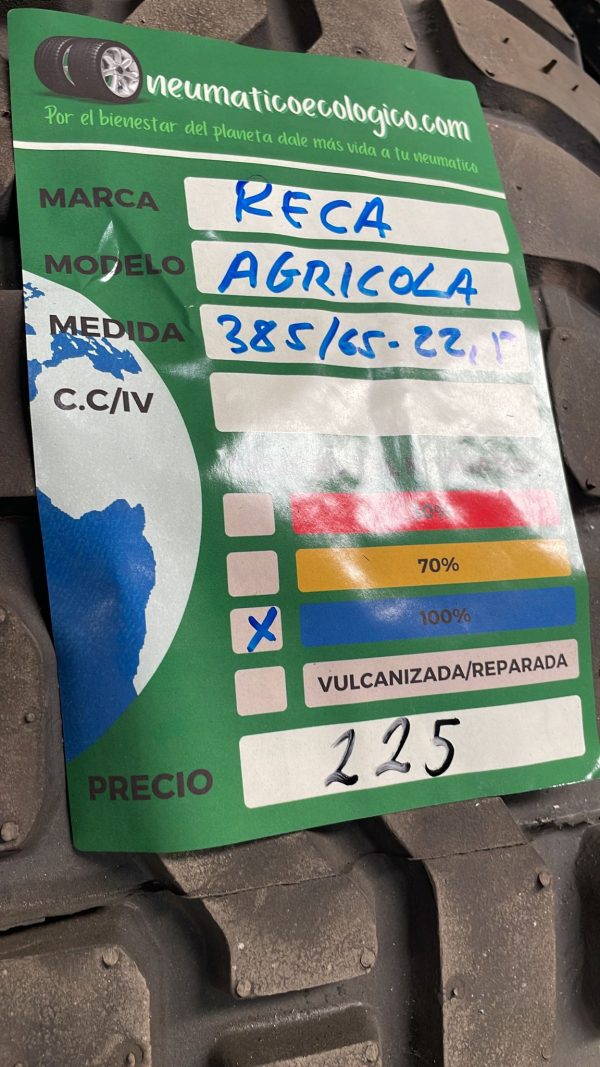 neumaticoecologico.com
Por el bienestar del planeta dale más vida a tu neumatico
MARCA RECA
MODELO AGRICOLA
MEDIDA 385/65-22,5
C.C/IV
70%
X 100%
VULCANIZADA/REPARADA
PRECIO 225